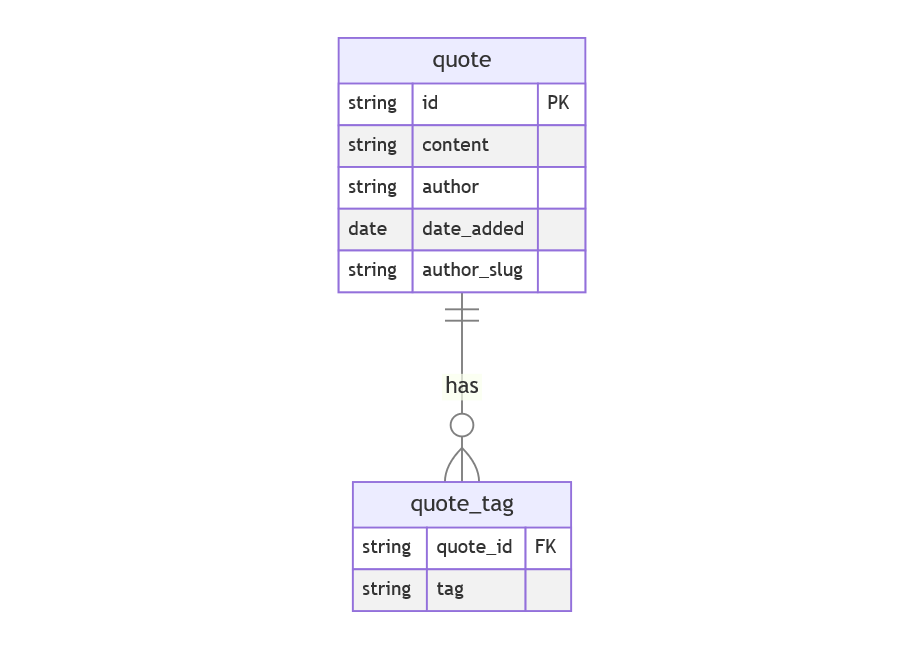 quote
string id PK
string content
string author
date date_added
string author_slug
has
quote_tag
string quote_id FK
string tag